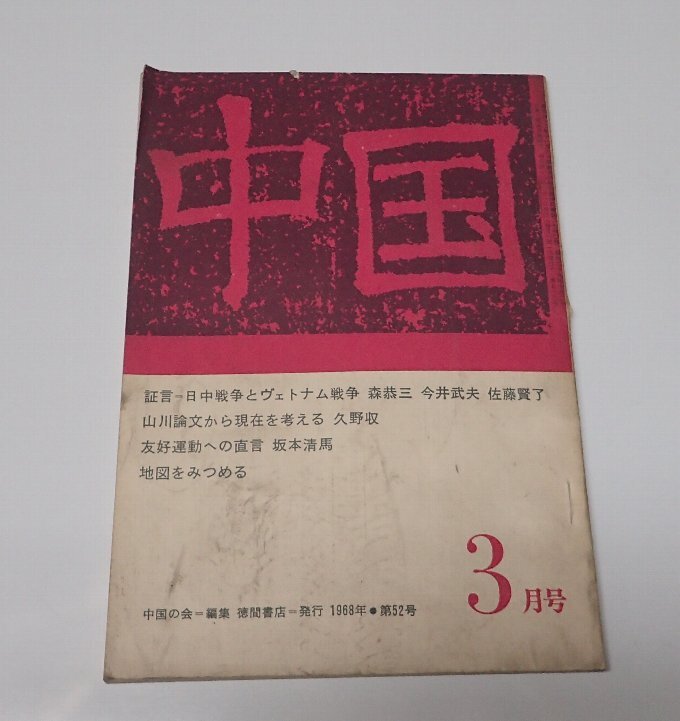 中国
証言=日中戦争とヴェトナム戦争 森恭三 今井武夫 佐藤賢了
山川論文から現在を考える 久野収
友好運動への直言 坂本清馬
地図をみつめる
3月号
中国の会=編集 徳間書店=発行 1968年●第52号